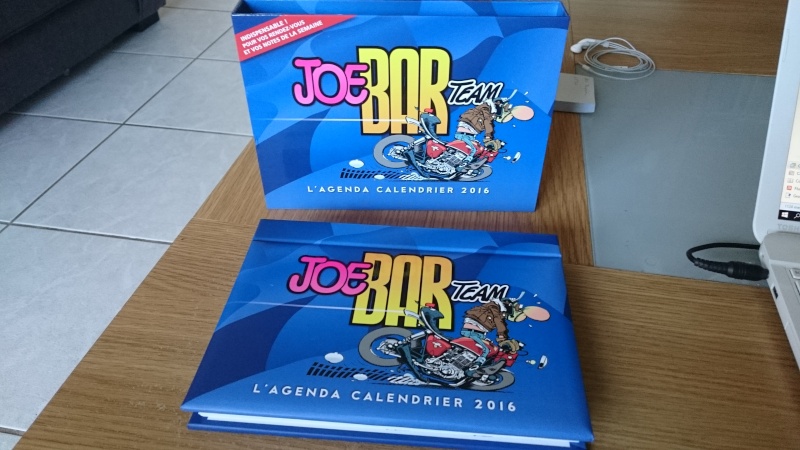 INDISPENSABLE !
POUR VOS RENDEZ-VOUS
ET VOS NOTES DE LA SEMAINE
JOE BAR TEAM
L'AGENDA CALENDRIER 2016
JOE BAR TEAM
L'AGENDA CALENDRIER 2016